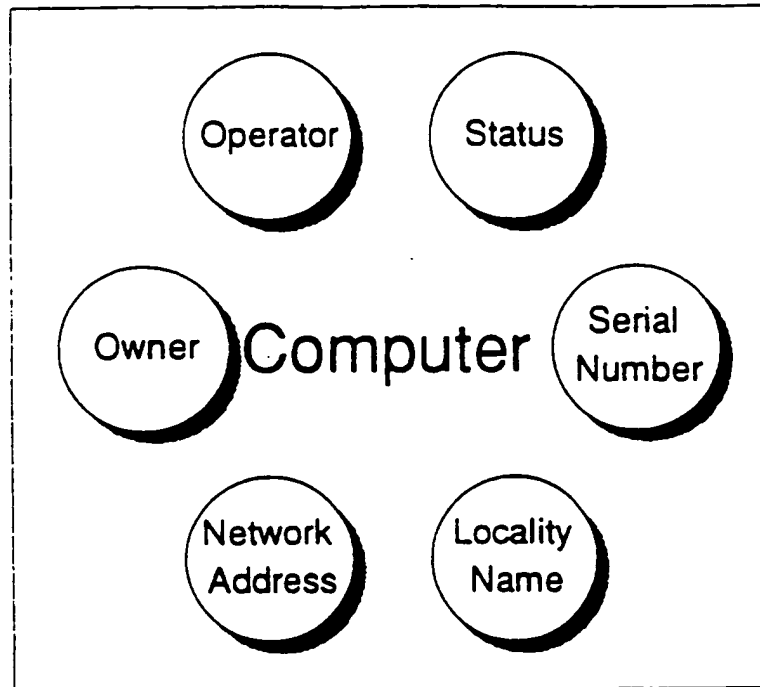 Operator
Status
Owner
Computer
Serial
Number
Network
Address
Locality
Name